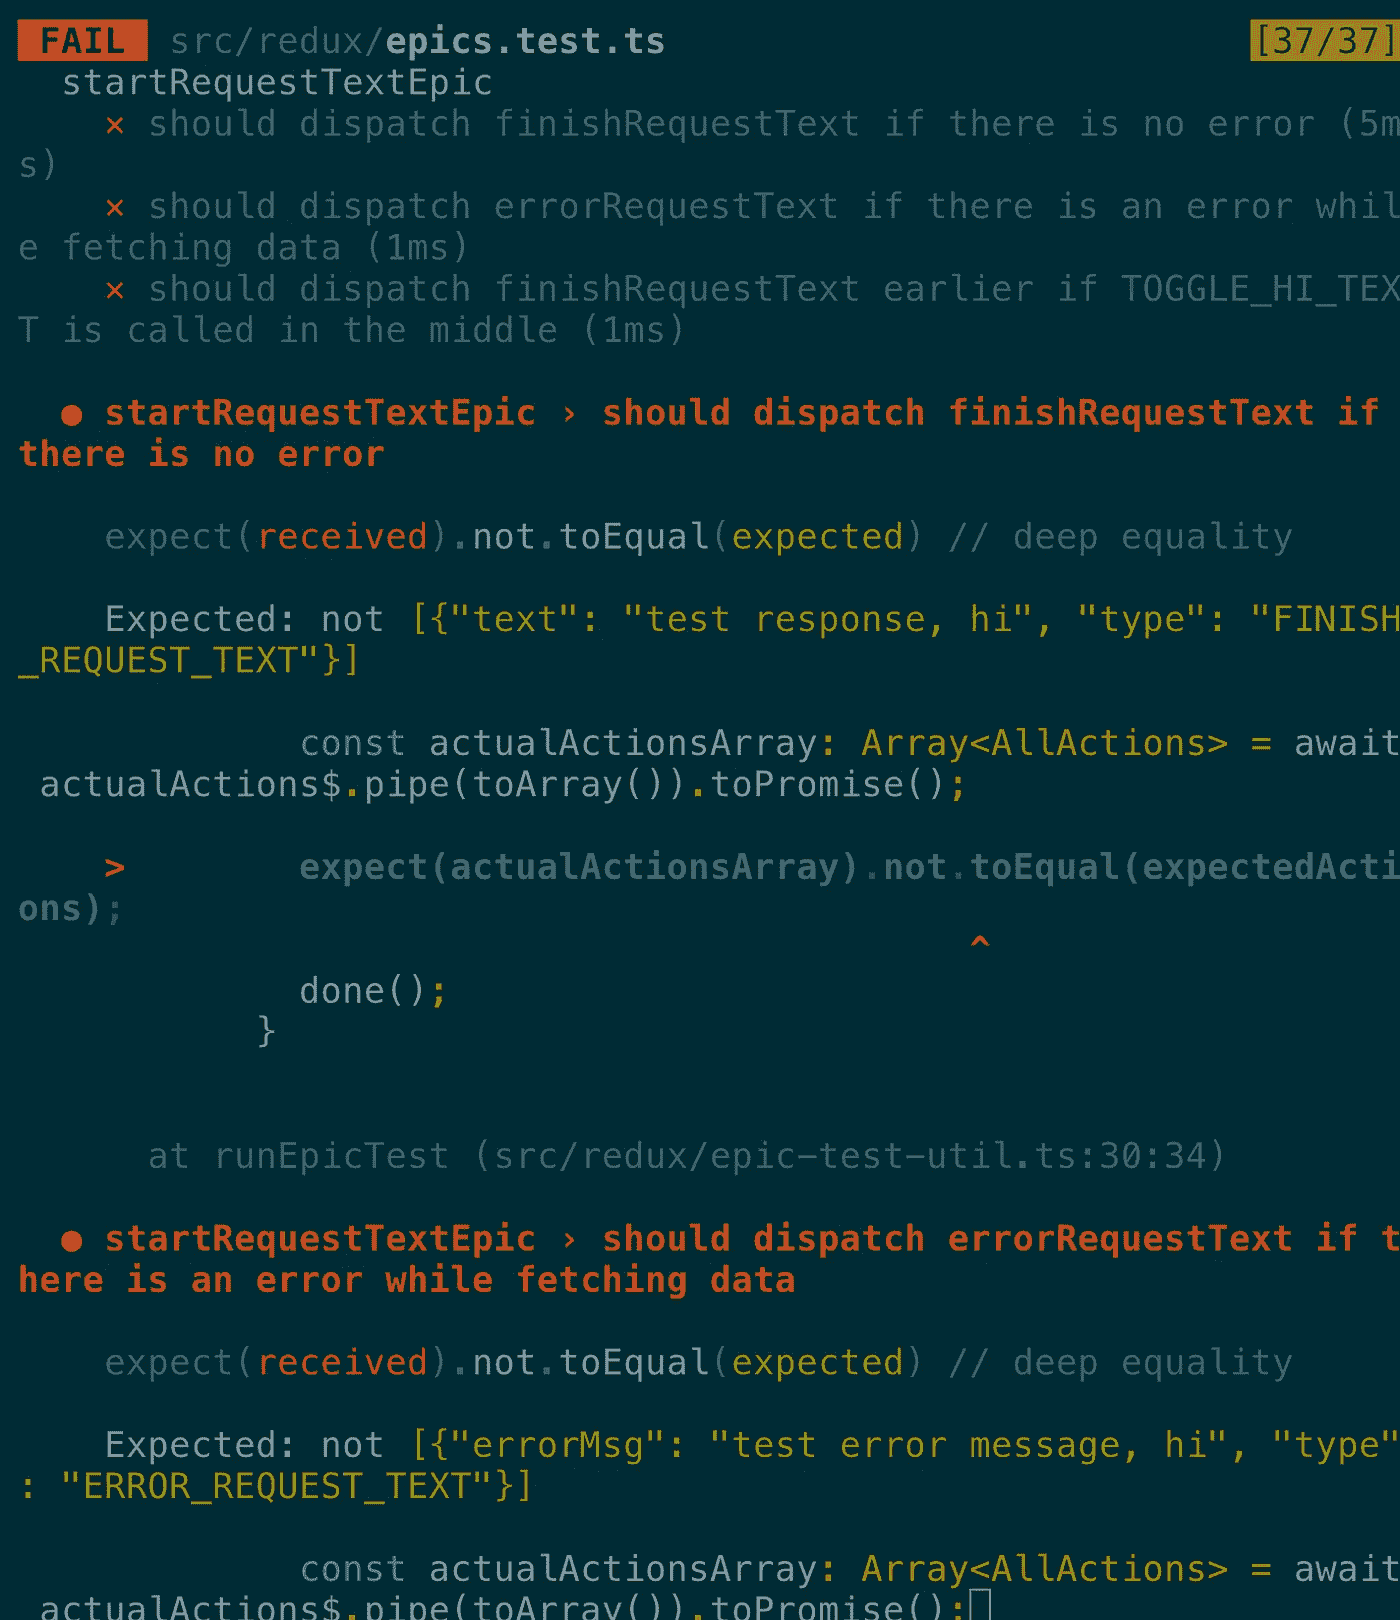 FAIL src/redux/epics.test.ts [37/37]
startRequestTextEpic
× should dispatch finishRequestText if there is no error (5m
s)
× should dispatch errorRequestText if there is an error whil
e fetching data (1ms)
× should dispatch finishRequestText earlier if TOGGLE_HI_TEX
T is called in the middle (1ms)
● startRequestTextEpic › should dispatch finishRequestText if
there is no error
expect(received).not.toEqual(expected) // deep equality
Expected: not [{"text": "test response, hi", "type": "FINISH
_REQUEST_TEXT"}]
const actualActionsArray: Array<AllActions> = await
actualActions$.pipe(toArray()).toPromise();
> expect(actualActionsArray).not.toEqual(expectedActi
ons);
^
done();
}
at runEpicTest (src/redux/epic-test-util.ts:30:34)
● startRequestTextEpic › should dispatch errorRequestText if t
here is an error while fetching data
expect(received).not.toEqual(expected) // deep equality
Expected: not [{"errorMsg": "test error message, hi", "type"
: "ERROR_REQUEST_TEXT"}]
const actualActionsArray: Array<AllActions> = await
actualActions$.pipe(toArray()).toPromise();